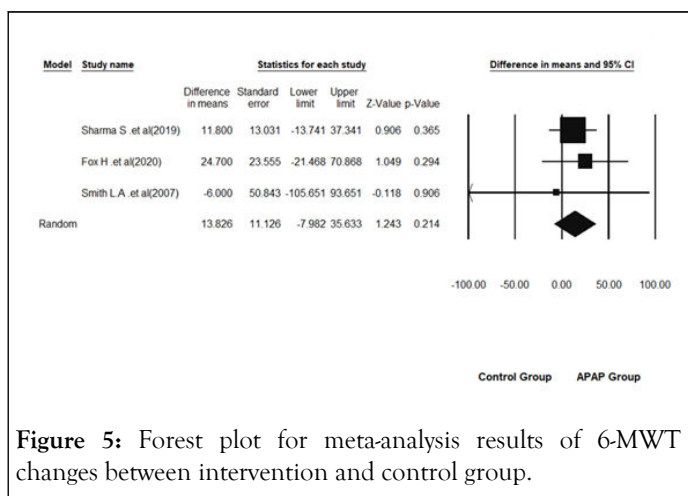 Model Study name Statistics for each study Difference in means and 95% CI
Difference in means Standard error Lower limit Upper limit Z-Value p-Value
Sharma S .et al(2019) 11.800 13.031 -13.741 37.341 0.906 0.365
Fox H .et al(2020) 24.700 23.555 -21.468 70.868 1.049 0.294
Smith L.A .et al(2007) -6.000 50.843 -105.651 93.651 -0.118 0.906
Random 13.826 11.126 -7.982 35.633 1.243 0.214
-100.00 -50.00 0.00 50.00 100.00
Control Group APAP Group
Figure 5: Forest plot for meta-analysis results of 6-MWT
changes between intervention and control group.